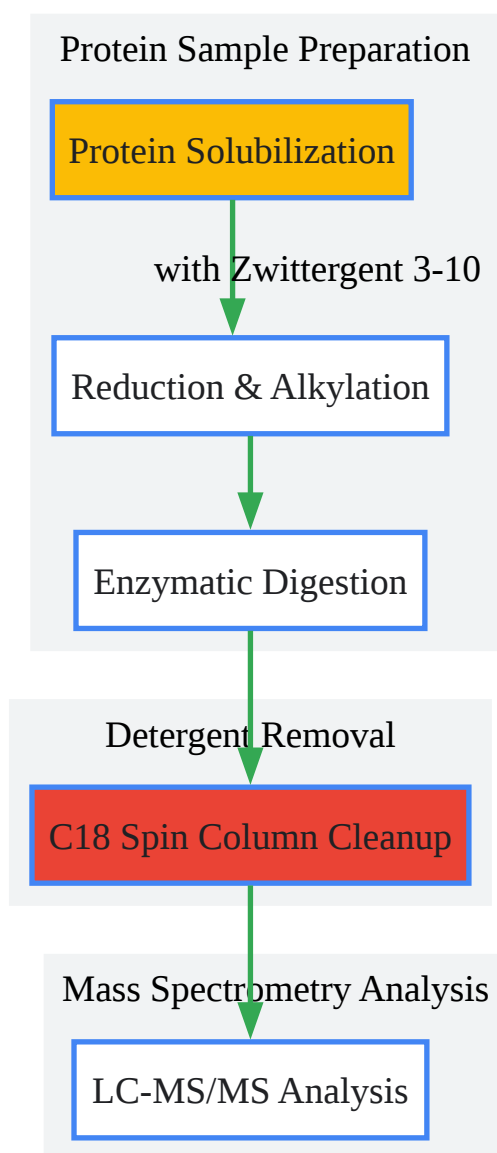 Protein Sample Preparation
Protein Solubilization
with Zwittergent 3-10
Reduction & Alkylation
Enzymatic Digestion
Detergent Removal
C18 Spin Column Cleanup
Mass Spectrometry Analysis
LC-MS/MS Analysis